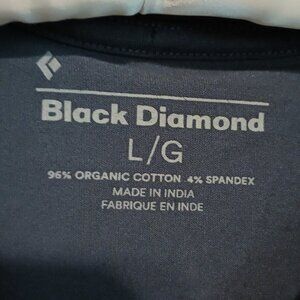 Black Diamond
L/G
96% ORGANIC COTTON 4% SPANDEX
MADE IN INDIA
FABRIQUE EN INDE